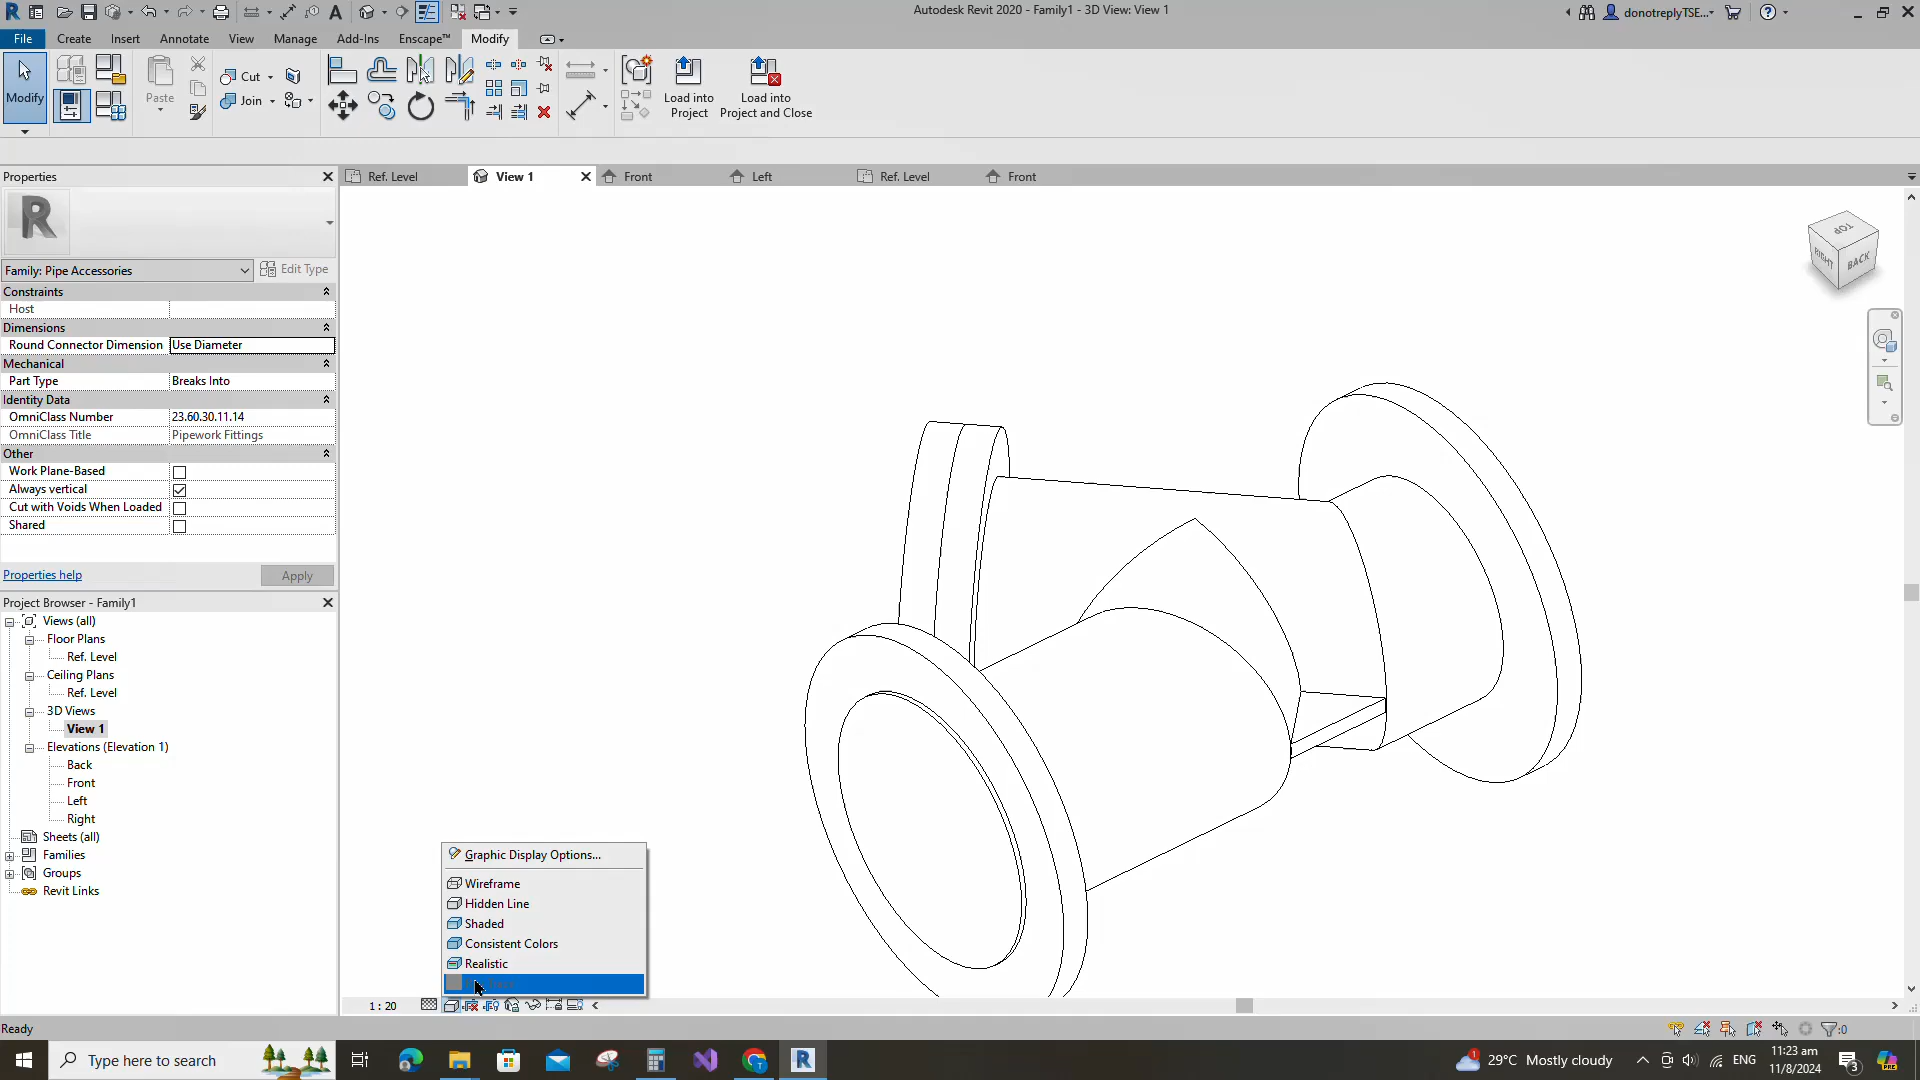 Autodesk Revit 2020 - Family1 - 3D View: View 1
donotreplyTSE...
File
Create
Insert
Annotate
View
Manage
Add-Ins
Enscape™
Modify
Modify
Paste
Cut
Join
Load into
Project
Load into
Project and Close
Properties
Ref. Level
View 1
Front
Left
Ref. Level
Front
R
Family: Pipe Accessories
Edit Type
Constraints
Host
Dimensions
Round Connector Dimension
Use Diameter
Mechanical
Part Type
Breaks Into
Identity Data
OmniClass Number
23.60.30.11.14
OmniClass Title
Pipework Fittings
Other
Work Plane-Based
Always vertical
Cut with Voids When Loaded
Shared
Properties help
Apply
Project Browser - Family1
Views (all)
Floor Plans
Ref. Level
Ceiling Plans
Ref. Level
3D Views
View 1
Elevations (Elevation 1)
Back
Front
Left
Right
Sheets (all)
Families
Groups
Revit Links
TOP
RIGHT
BACK
Graphic Display Options...
Wireframe
Hidden Line
Shaded
Consistent Colors
Realistic
1 : 20
Ready
:0
Type here to search
29°C Mostly cloudy
ENG
11:23 am
11/8/2024
3